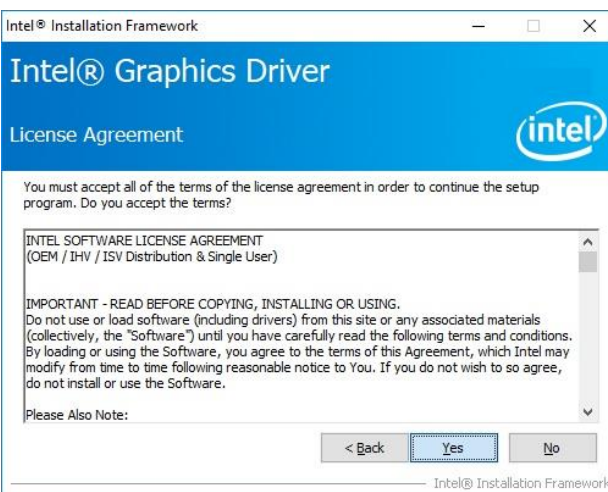 Intel® Installation Framework
Intel® Graphics Driver
License Agreement
intel
You must accept all of the terms of the license agreement in order to continue the setup
program. Do you accept the terms?
INTEL SOFTWARE LICENSE AGREEMENT
(OEM / IHV / ISV Distribution & Single User)
IMPORTANT - READ BEFORE COPYING, INSTALLING OR USING.
Do not use or load software (including drivers) from this site or any associated materials
(collectively, the "Software") until you have carefully read the following terms and conditions.
By loading or using the Software, you agree to the terms of this Agreement, which Intel may
modify from time to time following reasonable notice to You. If you do not wish to so agree,
do not install or use the Software.
Please Also Note:
< Back Yes No
Intel® Installation Framework